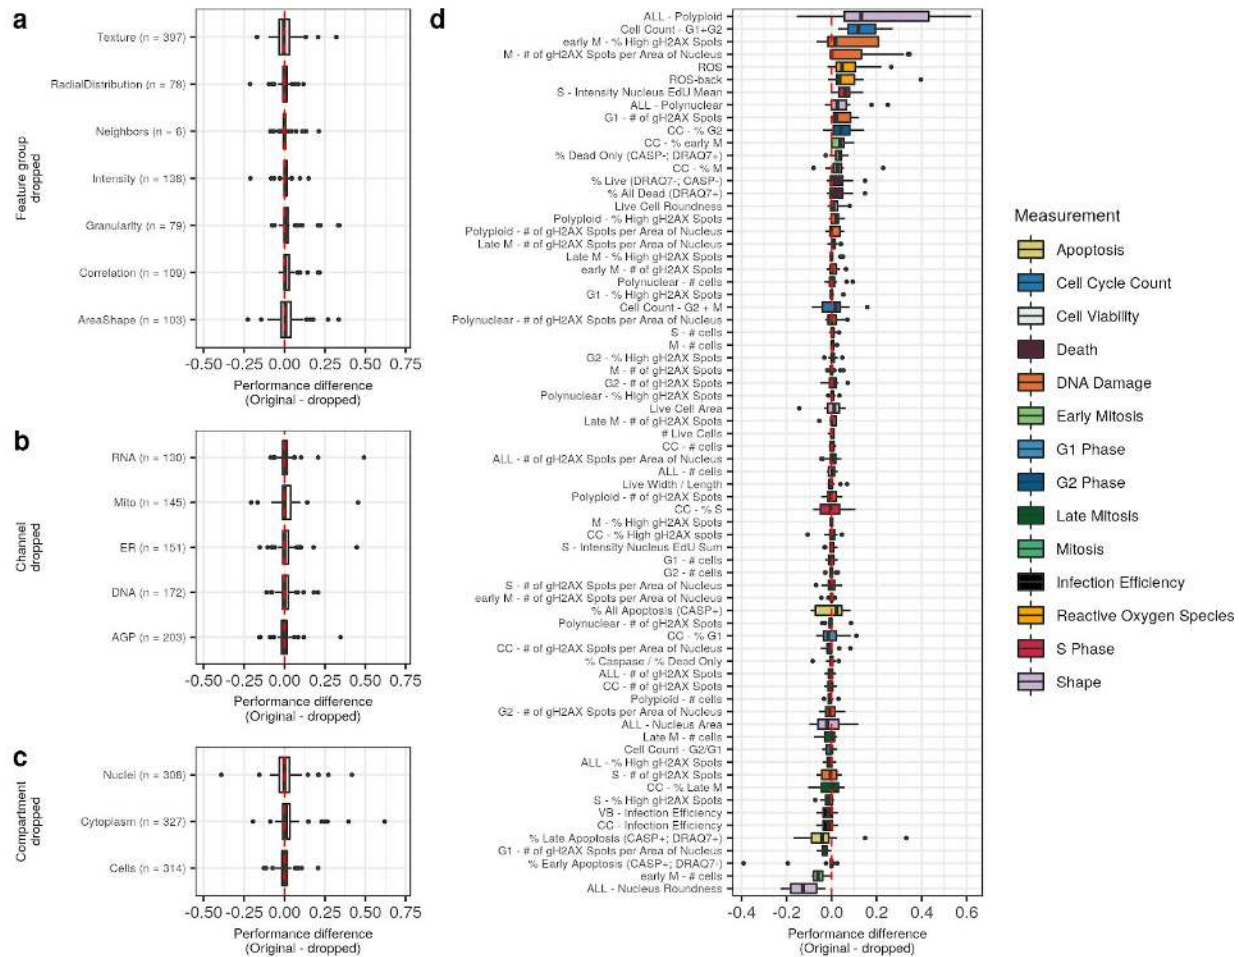 a
Feature group
dropped
Texture (n = 397)
RadialDistribution (n = 78)
Neighbors (n = 6)
Intensity (n = 138)
Granularity (n = 79)
Correlation (n = 109)
AreaShape (n = 103)
-0.50 -0.25 0.00 0.25 0.50 0.75
Performance difference
(Original - dropped)
b
Channel
dropped
RNA (n = 130)
Mito (n = 145)
ER (n = 151)
DNA (n = 172)
AGP (n = 203)
-0.50 -0.25 0.00 0.25 0.50 0.75
Performance difference
(Original - dropped)
c
Compartment
dropped
Nuclei (n = 308)
Cytoplasm (n = 327)
Cells (n = 314)
-0.50 -0.25 0.00 0.25 0.50 0.75
Performance difference
(Original - dropped)
d
ALL - Polyploid
Cell Count - G1+G2
early M - % High gH2AX Spots
M - # of gH2AX Spots per Area of Nucleus
ROS
ROS-back
S - Intensity Nucleus EdU Mean
ALL - Polynuclear
G1 - # of gH2AX Spots
CC - % G2
CC - % early M
% Dead Only (CASP-; DRAQ7+)
CC - % M
% Live (DRAQ7-; CASP-)
% All Dead (DRAQ7+)
Live Cell Roundness
Polyploid - % High gH2AX Spots
Polyploid - # of gH2AX Spots per Area of Nucleus
Late M - # of gH2AX Spots per Area of Nucleus
Late M - % High gH2AX Spots
early M - # of gH2AX Spots
Polynuclear - # cells
G1 - % High gH2AX Spots
Cell Count - G2 + M
Polynuclear - # of gH2AX Spots per Area of Nucleus
S - # cells
M - # cells
G2 - % High gH2AX Spots
M - # of gH2AX Spots
G2 - # of gH2AX Spots
Polynuclear - % High gH2AX Spots
Live Cell Area
Late M - # of gH2AX Spots
# Live Cells
CC - # cells
ALL - # of gH2AX Spots per Area of Nucleus
ALL - # cells
Live Width / Length
Polyploid - # of gH2AX Spots
CC - % S
M - % High gH2AX Spots
CC - % High gH2AX spots
S - Intensity Nucleus EdU Sum
G1 - # cells
G2 - # cells
S - # of gH2AX Spots per Area of Nucleus
early M - # of gH2AX Spots per Area of Nucleus
% All Apoptosis (CASP+)
Polynuclear - # of gH2AX Spots
CC - % G1
CC - # of gH2AX Spots per Area of Nucleus
% Caspase / % Dead Only
ALL - # of gH2AX Spots
CC - # of gH2AX Spots
Polyploid - # cells
G2 - # of gH2AX Spots per Area of Nucleus
ALL - Nucleus Area
Late M - # cells
Cell Count - G2/G1
ALL - % High gH2AX Spots
S - # of gH2AX Spots
CC - % Late M
S - % High gH2AX Spots
VB - Infection Efficiency
CC - Infection Efficiency
% Late Apoptosis (CASP+; DRAQ7+)
G1 - # of gH2AX Spots per Area of Nucleus
% Early Apoptosis (CASP+; DRAQ7-)
early M - # cells
ALL - Nucleus Roundness
-0.4 -0.2 0.0 0.2 0.4 0.6
Performance difference
(Original - dropped)
Measurement
Apoptosis
Cell Cycle Count
Cell Viability
Death
DNA Damage
Early Mitosis
G1 Phase
G2 Phase
Late Mitosis
Mitosis
Infection Efficiency
Reactive Oxygen Species
S Phase
Shape